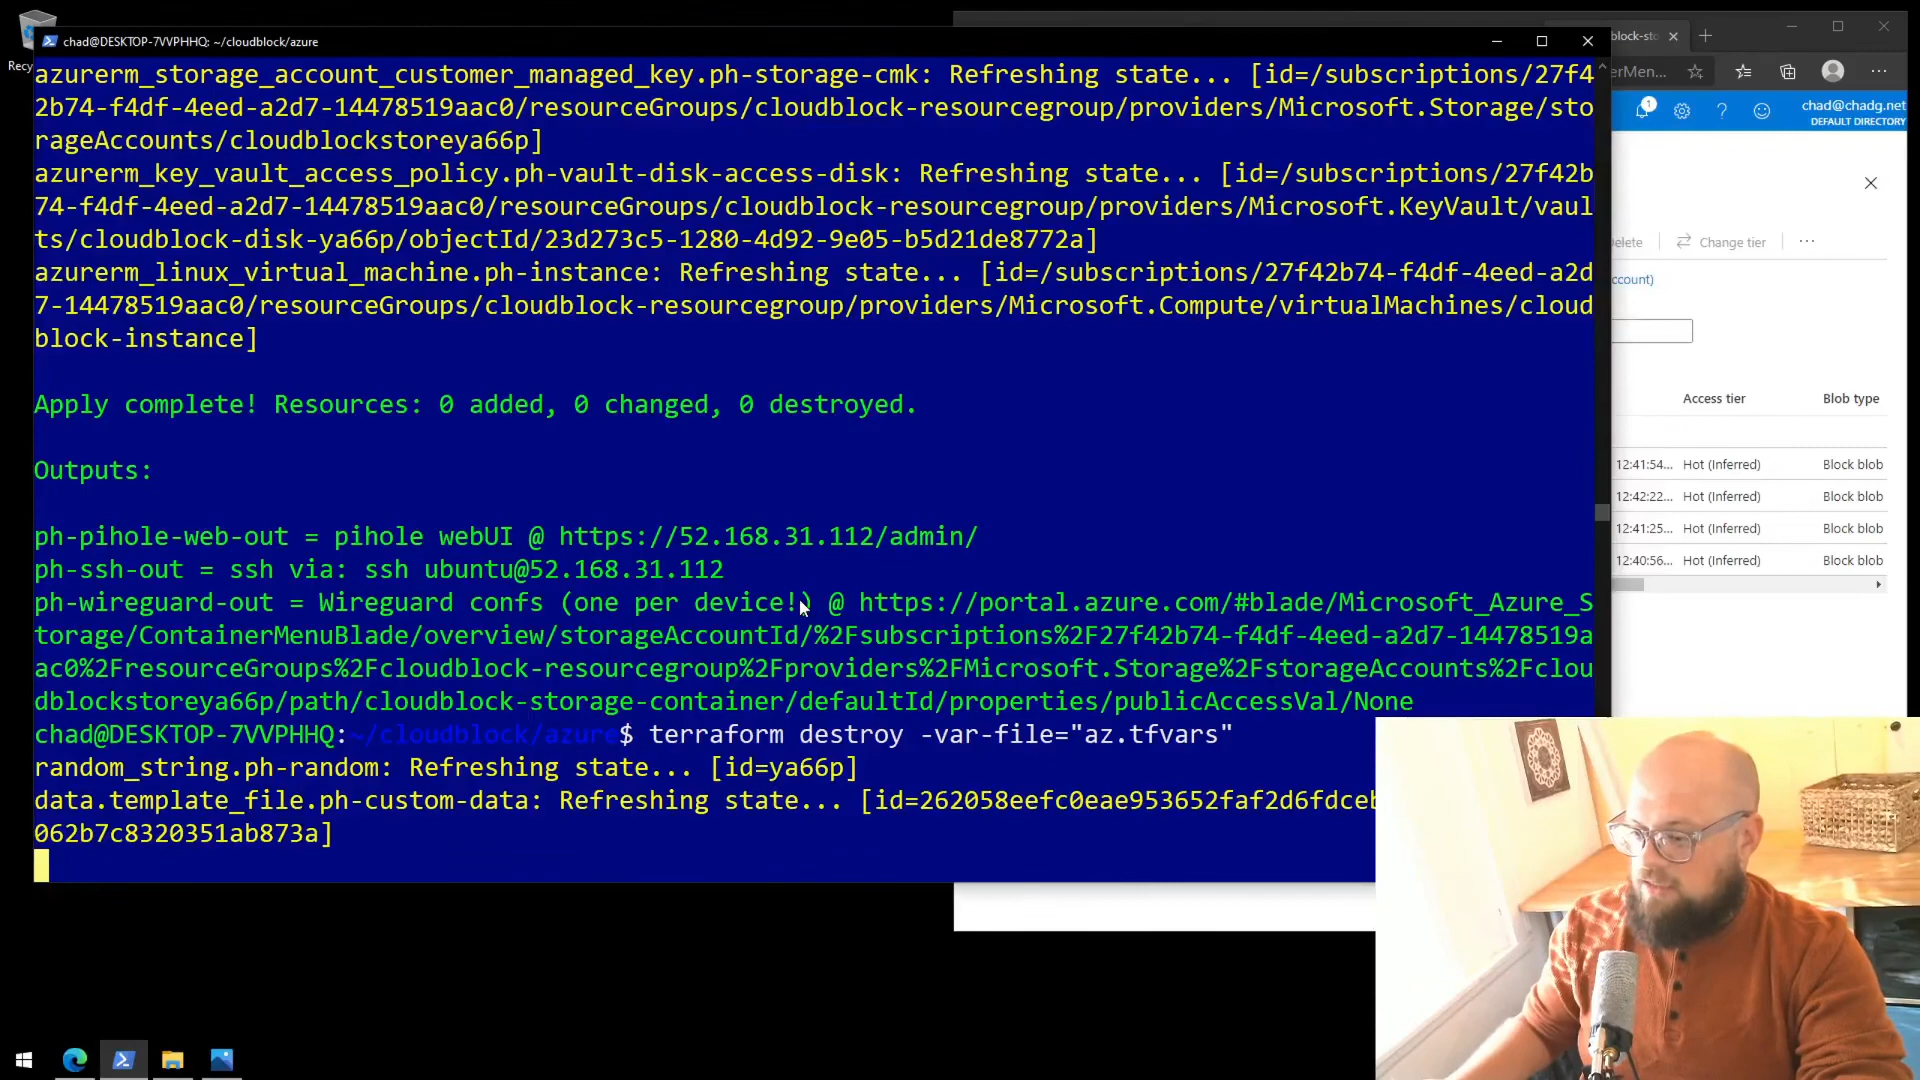 Recy
chad@DESKTOP-7VVPHHQ: ~/cloudblock/azure
azurerm_storage_account_customer_managed_key.ph-storage-cmk: Refreshing state... [id=/subscriptions/27f4
2b74-f4df-4eed-a2d7-14478519aac0/resourceGroups/cloudblock-resourcegroup/providers/Microsoft.Storage/sto
rageAccounts/cloudblockstoreya66p]
azurerm_key_vault_access_policy.ph-vault-disk-access-disk: Refreshing state... [id=/subscriptions/27f42b
74-f4df-4eed-a2d7-14478519aac0/resourceGroups/cloudblock-resourcegroup/providers/Microsoft.KeyVault/vaul
ts/cloudblock-disk-ya66p/objectId/23d273c5-1280-4d92-9e05-b5d21de8772a]
azurerm_linux_virtual_machine.ph-instance: Refreshing state... [id=/subscriptions/27f42b74-f4df-4eed-a2d
7-14478519aac0/resourceGroups/cloudblock-resourcegroup/providers/Microsoft.Compute/virtualMachines/cloud
block-instance]
Apply complete! Resources: 0 added, 0 changed, 0 destroyed.
Outputs:
ph-pihole-web-out = pihole webUI @ https://52.168.31.112/admin/
ph-ssh-out = ssh via: ssh ubuntu@52.168.31.112
ph-wireguard-out = Wireguard confs (one per device!) @ https://portal.azure.com/#blade/Microsoft_Azure_S
torage/ContainerMenuBlade/overview/storageAccountId/%2Fsubscriptions%2F27f42b74-f4df-4eed-a2d7-14478519a
ac0%2FresourceGroups%2Fcloudblock-resourcegroup%2Fproviders%2FMicrosoft.Storage%2FstorageAccounts%2Fclou
dblockstoreya66p/path/cloudblock-storage-container/defaultId/properties/publicAccessVal/None
chad@DESKTOP-7VVPHHQ:~/cloudblock/azure$ terraform destroy -var-file="az.tfvars"
random_string.ph-random: Refreshing state... [id=ya66p]
data.template_file.ph-custom-data: Refreshing state... [id=262058eefc0eae953652faf2d6fdceb
062b7c8320351ab873a]
block-sto
erMen...
1
chad@chadg.net
DEFAULT DIRECTORY
Delete
Change tier
ccount)
Access tier Blob type
12:41:54... Hot (Inferred) Block blob
12:42:22... Hot (Inferred) Block blob
12:41:25... Hot (Inferred) Block blob
12:40:56... Hot (Inferred) Block blob